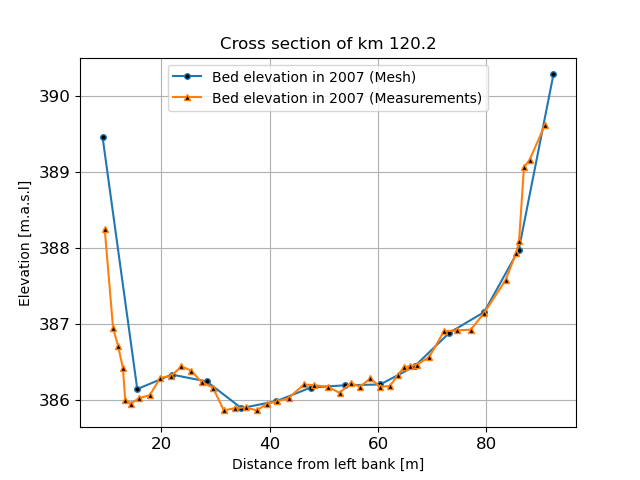 Cross section of km 120.2
Bed elevation in 2007 (Mesh)
Bed elevation in 2007 (Measurements)
Elevation [m.a.s.l]
390
389
388
387
386
20 40 60 80
Distance from left bank [m]